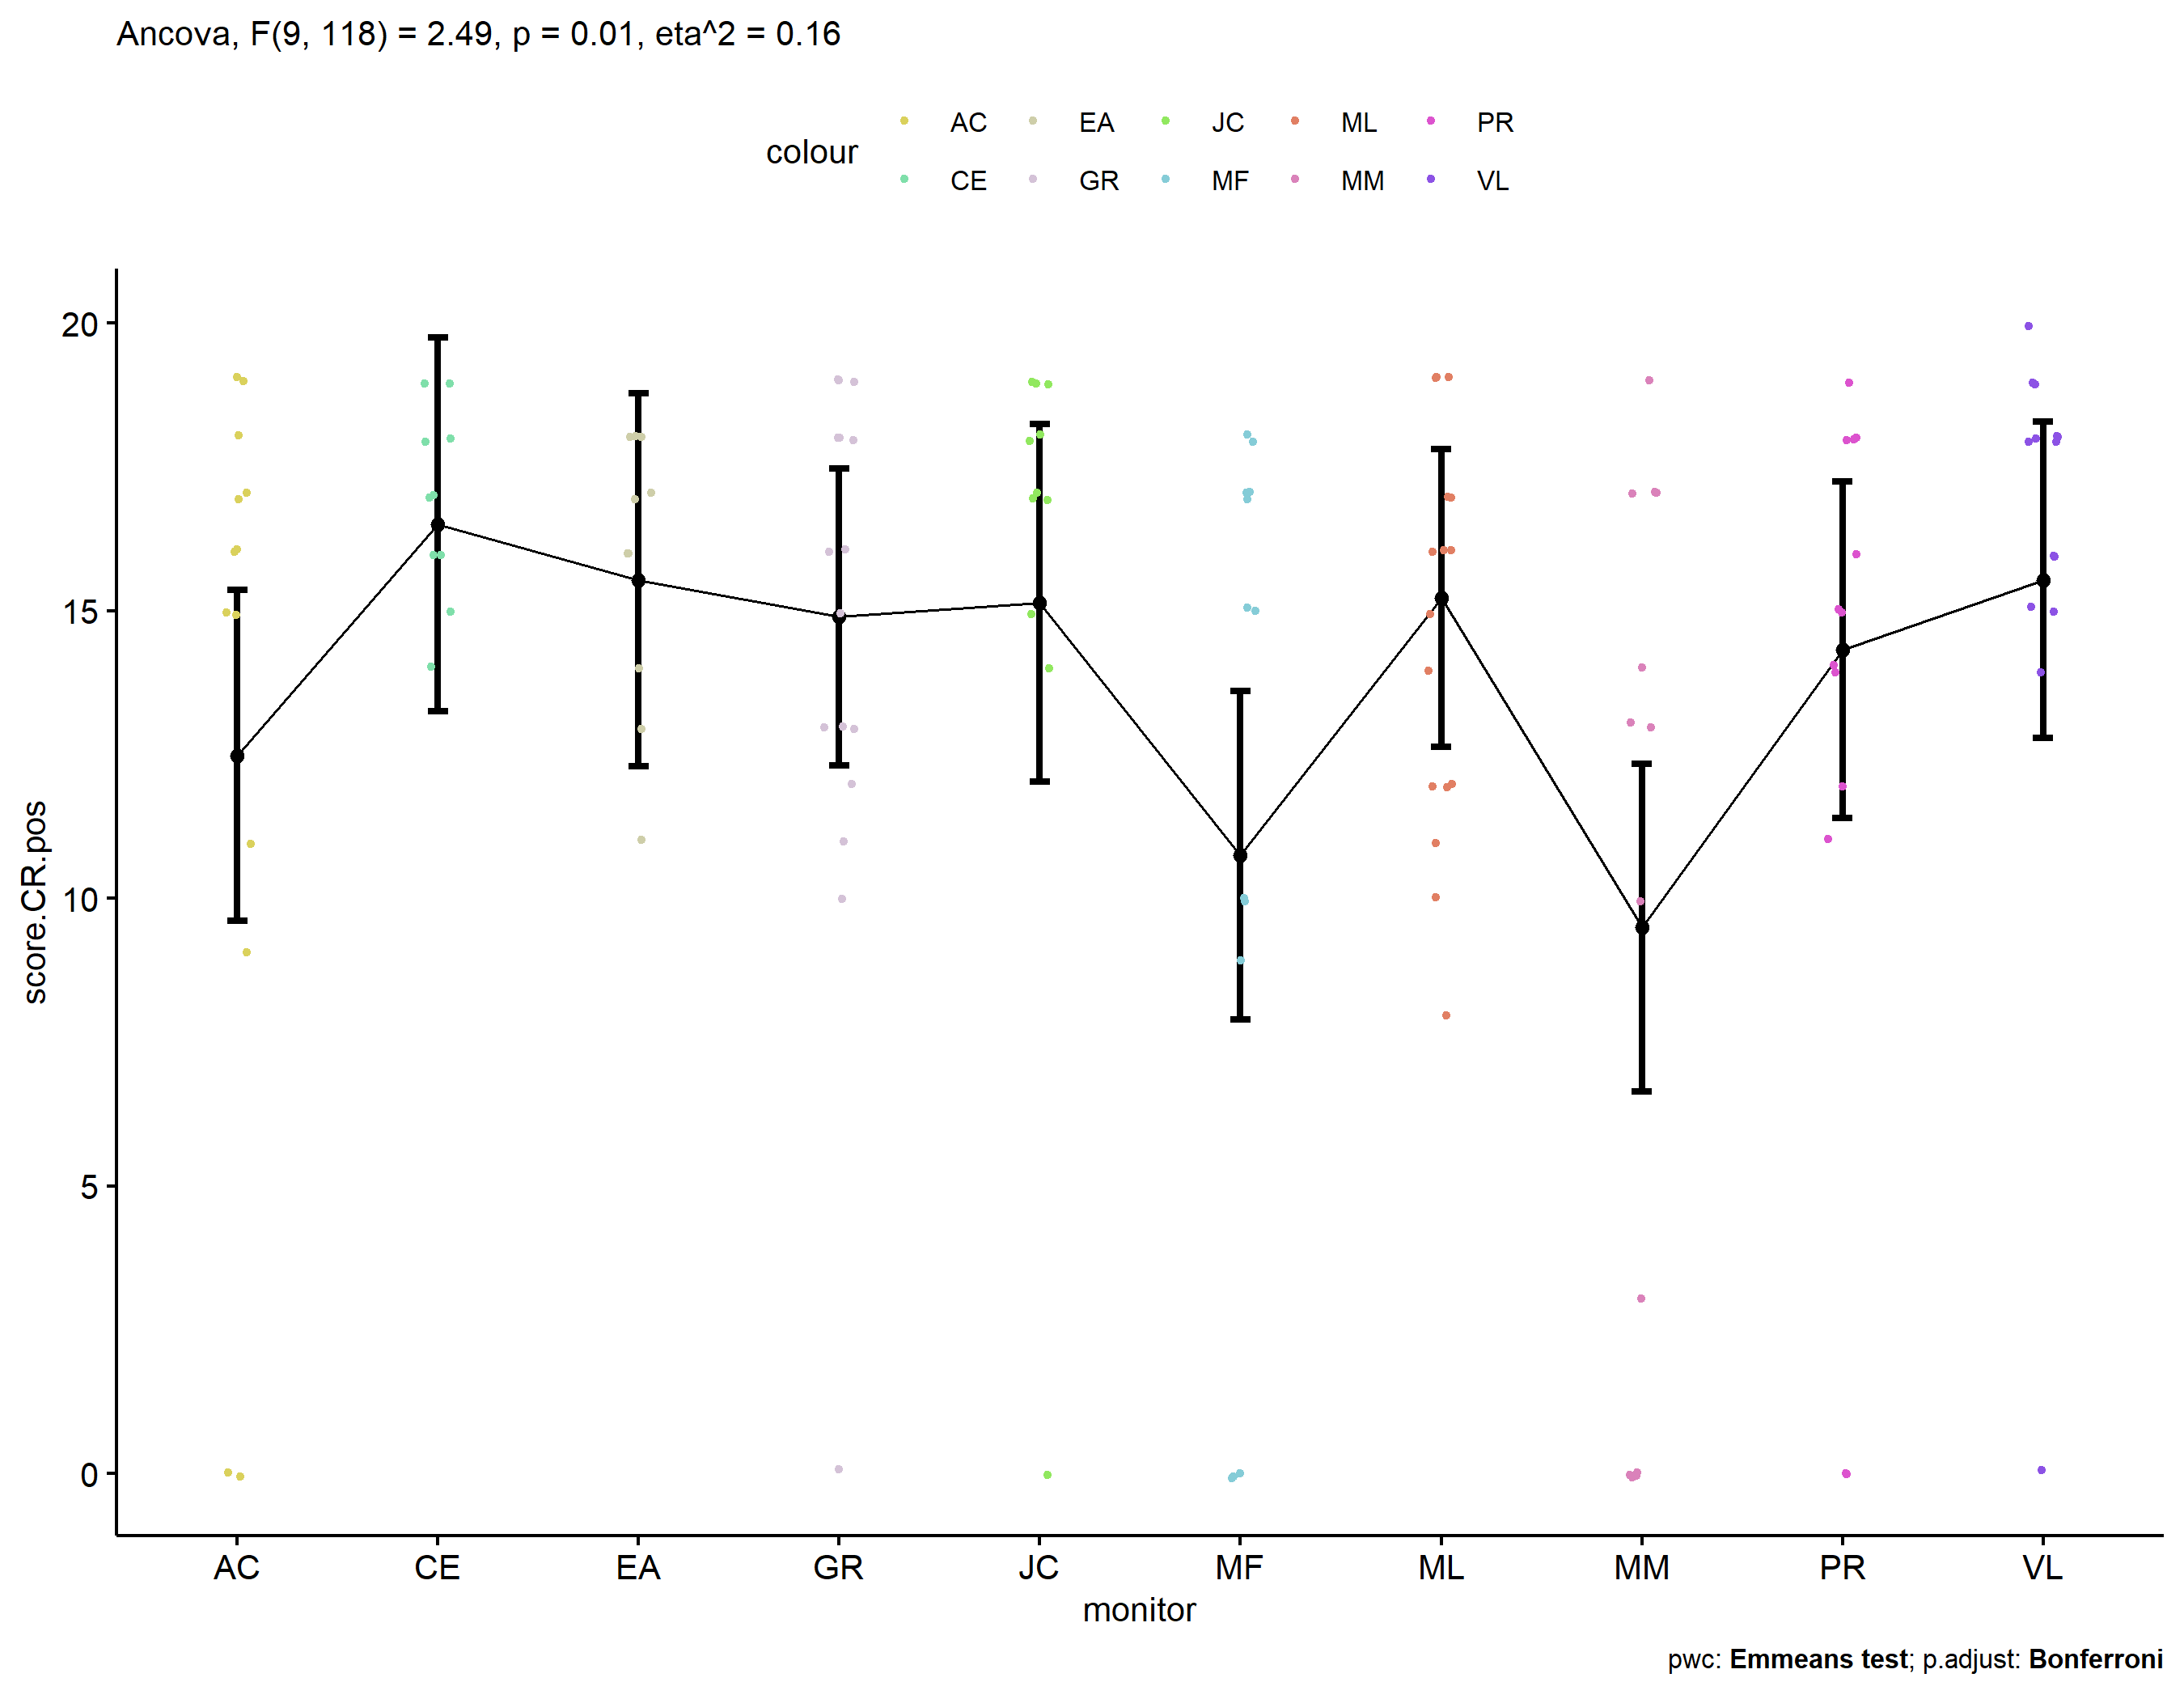 Ancova, F(9, 118) = 2.49, p = 0.01, eta^2 = 0.16
colour
AC EA JC ML PR
CE GR MF MM VL
score.CR.pos
20
15
10
5
0
AC CE EA GR JC MF ML MM PR VL
monitor
pwc: Emmeans test; p.adjust: Bonferroni